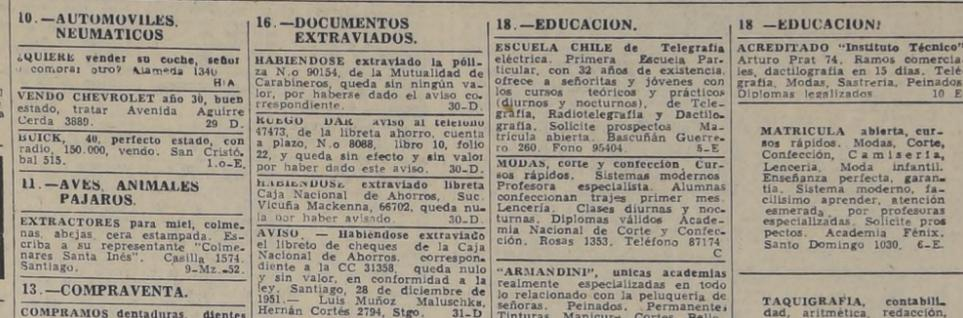 10.—AUTOMOVILES.
NEUMATICOS
¿QUIERE vender su coche, señor
o comprar otro? Alameda 1340
H|A
VENDO CHEVROLET año 30, buen
estado, tratar Avenida Aguirre
Cerda 3889. 29 D.
BUICK, 40, perfecto estado, con
radio, 150.000, vendo. San Cristó.
bal 515. 1.o-E.
11.—AVES, ANIMALES
PAJAROS.
EXTRACTORES para miel, colme.
nas, abejas, cera estampada. Es-
criba a su representante "Colme-
nares Santa Inés". Casilla 1574.
Santiago. 9-Mz.-52.
13.—COMPRAVENTA.
COMPRAMOS dentaduras, dientes
16.—DOCUMENTOS
EXTRAVIADOS.
HABIENDOSE extraviado la póli-
za N.o 90154, de la Mutualidad de
Carabineros, queda sin ningún va-
lor, por haberse dado el aviso co-
rrespondiente. 30-D.
RUEGO DAR aviso al teléfono
47473, de la libreta ahorro, cuenta
a plazo, N.o 8088, libro 10, folio
22, y queda sin efecto y sin valor
por haber dado este aviso. 30-D.
HABIENDOSE extraviado libreta
Caja Nacional de Ahorros, Suc.
Vicuña Mackenna, 66702, queda nu-
la por haber avisado. 30-D.
AVISO. — Habiéndose extraviado
el libreto de cheques de la Caja
Nacional de Ahorros. correspon-
diente a la CC 31358, queda nulo
y sin valor, en conformidad a la
ley. Santiago, 28 de diciembre de
1951.— Luis Muñoz Maluschka,
Hernán Cortés 2794, Stgo. 31-D
18.—EDUCACION.
ESCUELA CHILE de Telegrafía
eléctrica. Primera Escuela Par-
ticular, con 32 años de existencia.
ofrece a señoritas y jóvenes con
los cursos teóricos y prácticos
(diurnos y nocturnos), de Tele-
grafía, Radiotelegrafía y Dactilo-
grafía. Solicite prospectos Ma-
trícula abierta. Bascuñán Guerre-
ro 260. Fono 95404. 5-E
MODAS, corte y confección. Cur-
sos rápidos. Sistemas modernos
Profesora especialista. Alumnas
confeccionan trajes primer mes.
Lencería. Clases diurnas y noc-
turnas. Diplomas válidos Acade-
mia Nacional de Corte y Confec-
ción. Rosas 1353. Teléfono 87174
C
"ARMANDINI", unicas academias
realmente especializadas en todo
lo relacionado con la peluquería de
señoras. Peinados. Permanente,
Tinturas Manicure Cortes
18 —EDUCACION:
ACREDITADO "Instituto Técnico"
Arturo Prat 74. Ramos comercia-
les, dactilografía en 15 días. Telé
grafía, Modas, Sastrería, Peinados
Diplomas legalizados 10 E
MATRICULA abierta, cur-
sos rápidos. Modas, Corte,
Confección, Camisería,
Lencería, Moda infantil.
Enseñanza perfecta, garan-
tía. Sistema moderno, fa-
cilísimo aprender, atención
esmerada, por profesoras
especializadas. Solicite pros
pectos. Academia Fénix.
Santo Domingo 1030. 6-E.
TAQUIGRAFIA, contabili-
dad, aritmética, redacción,